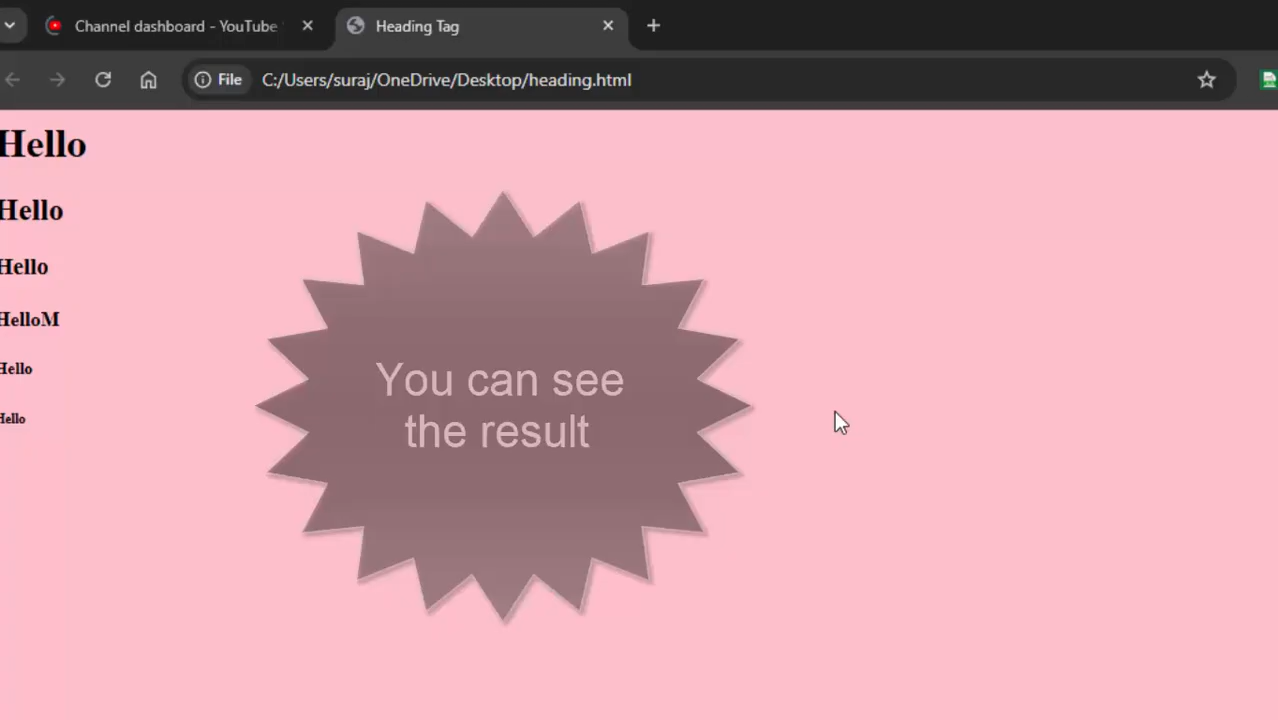 Channel dashboard - YouTube
Heading Tag
File
C:/Users/suraj/OneDrive/Desktop/heading.html
Hello
Hello
Hello
HelloM
Hello
Hello
You can see
the result